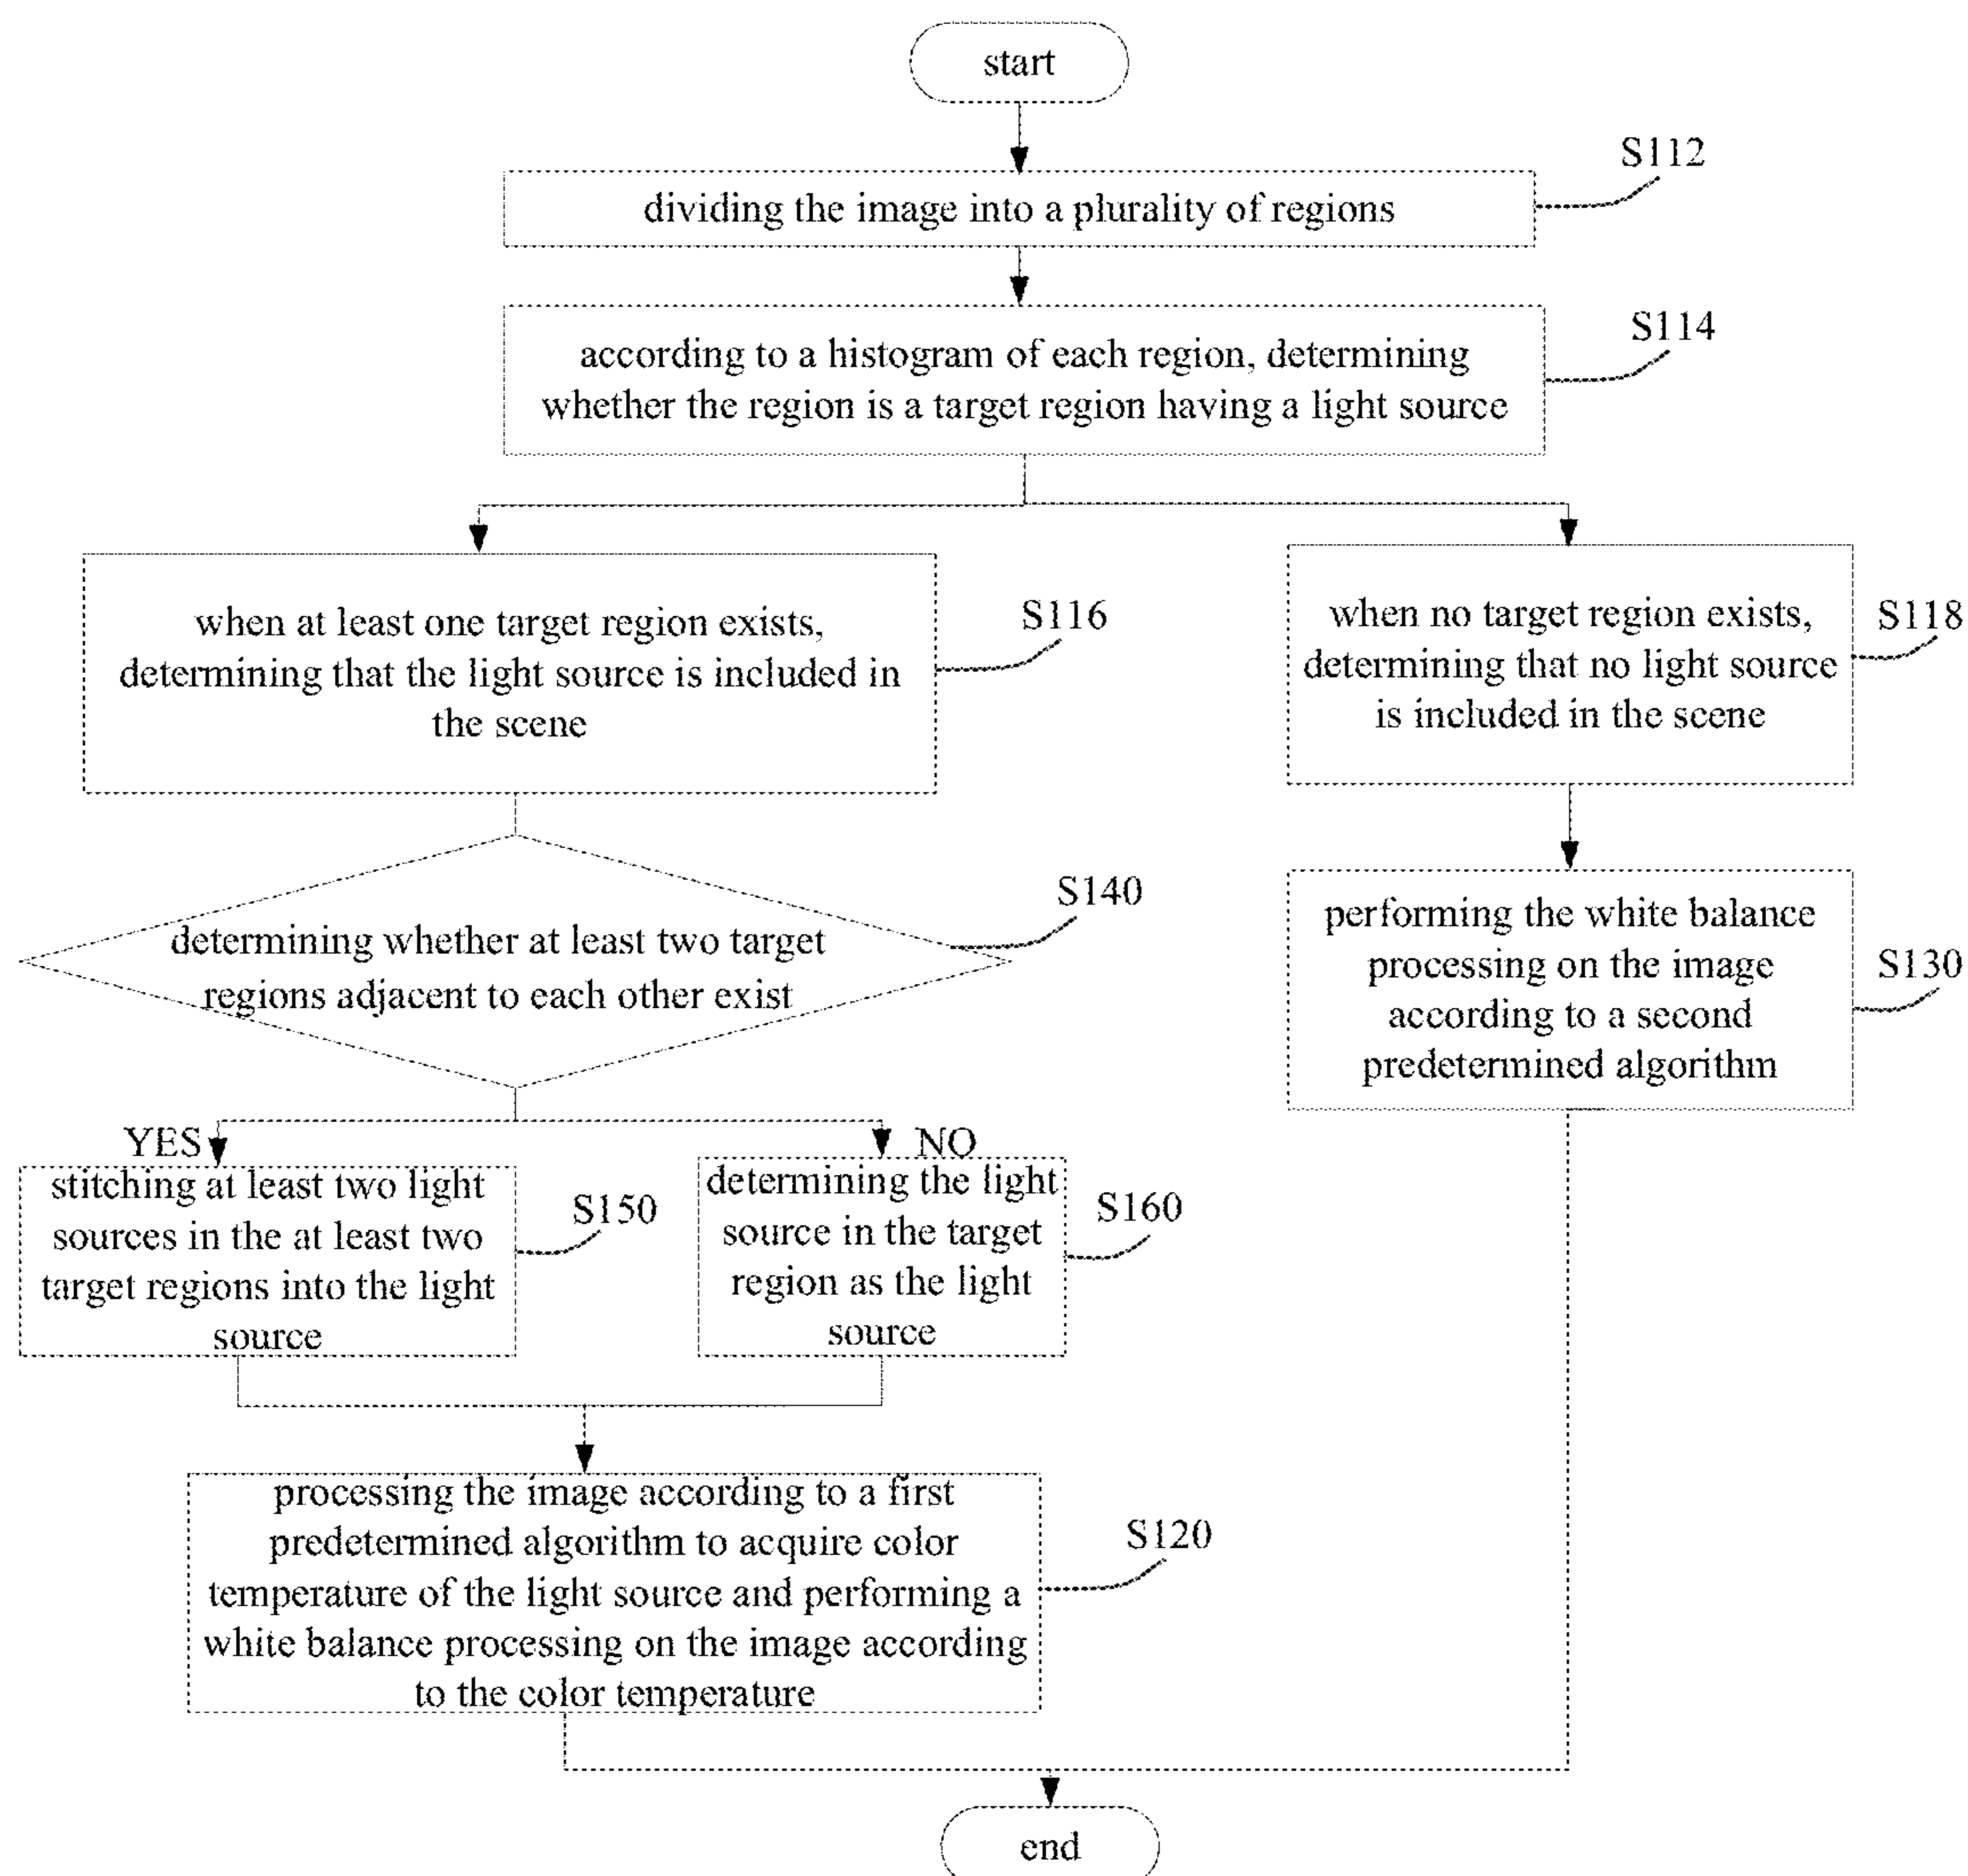 start
S112
dividing the image into a plurality of regions
S114
according to a histogram of each region, determining
whether the region is a target region having a light source
when at least one target region exists,
determining that the light source is included in
the scene
S116
when no target region exists,
determining that no light source
is included in the scene
S118
determining whether at least two target
regions adjacent to each other exist
S140
performing the white balance
processing on the image
according to a second
predetermined algorithm
S130
YES
NO
stitching at least two light
sources in the at least two
target regions into the light
source
S150
determining the light
source in the target
region as the light
source
S160
processing the image according to a first
predetermined algorithm to acquire color
temperature of the light source and performing a
white balance processing on the image according
to the color temperature
S120
end